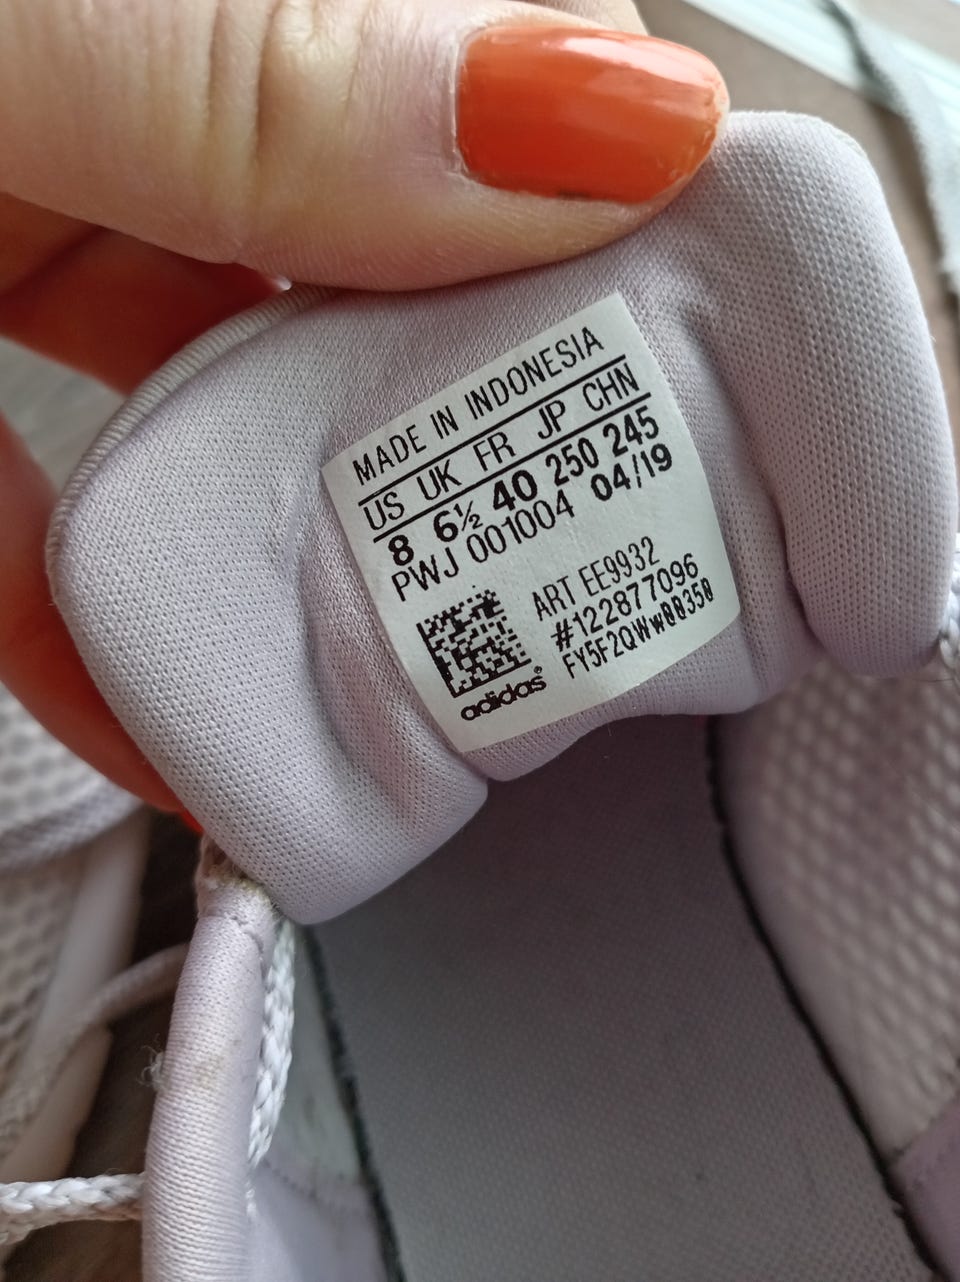 MADE IN INDONESIA
US UK FR JP CHN
8 6½ 40 250 245
PWJ 001004 04/19
ART EE9932
#122877096
FY5F2QWw00350
adidas